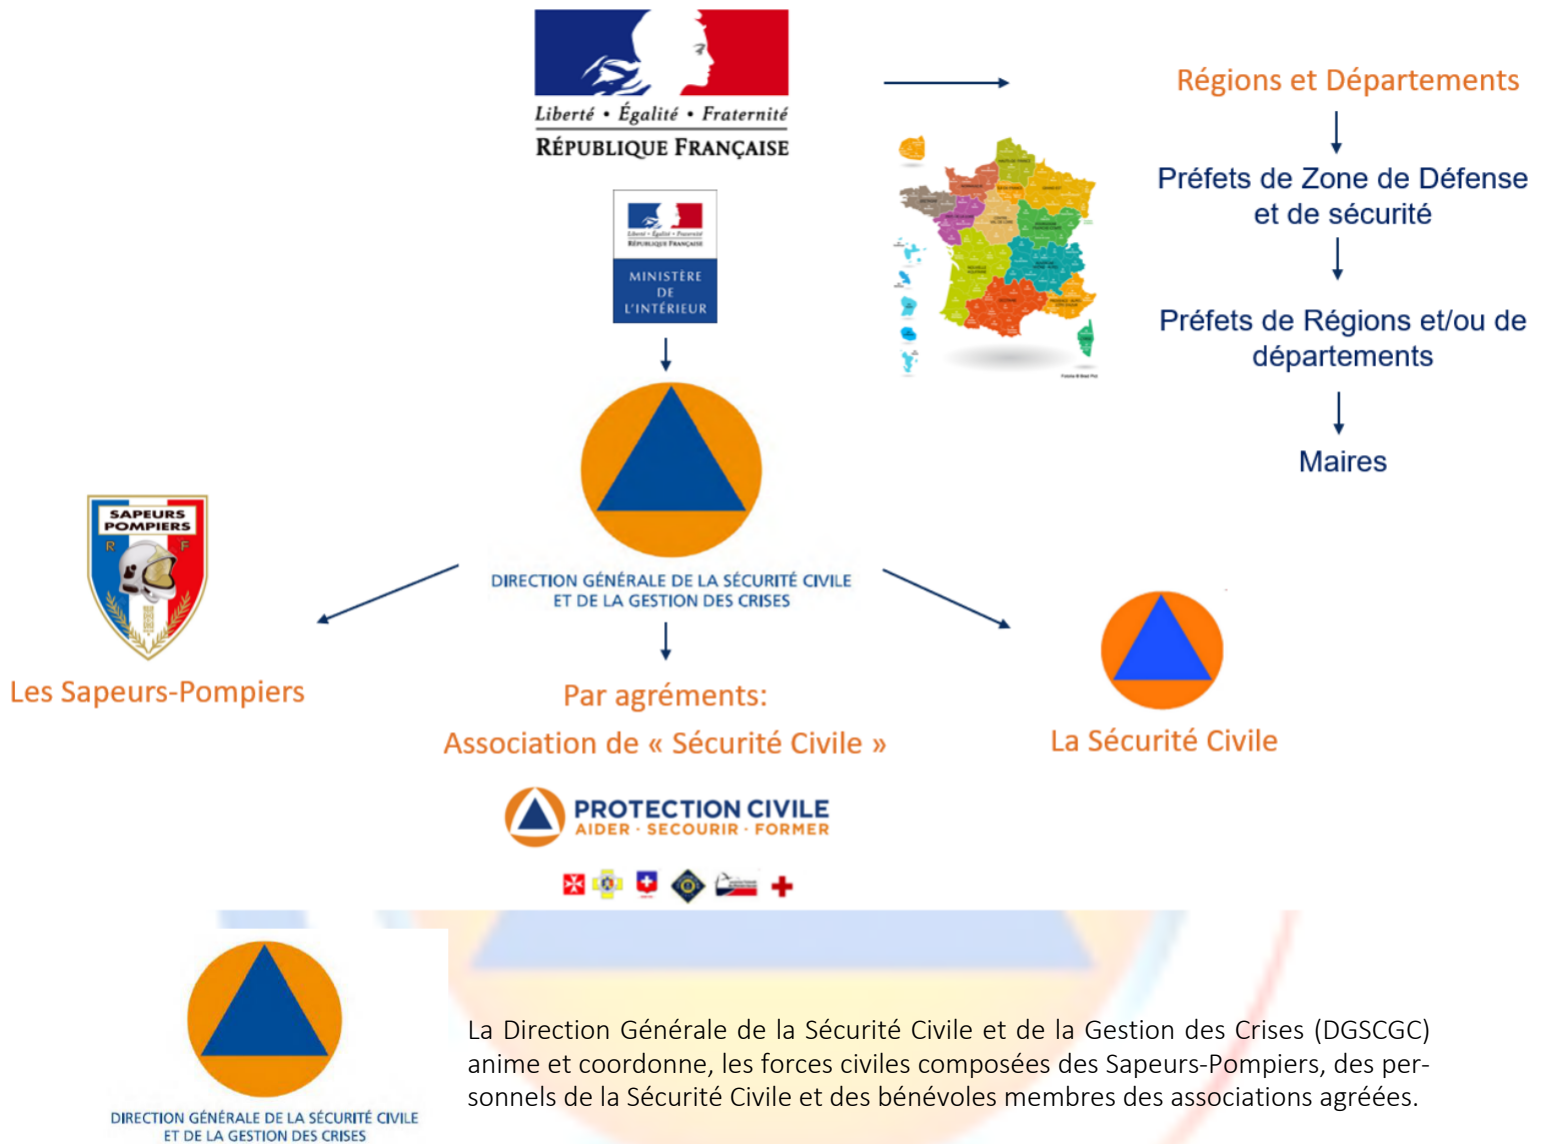 Liberté • Égalité • Fraternité
RÉPUBLIQUE FRANÇAISE
Régions et Départements
Préfets de Zone de Défense
et de sécurité
Préfets de Régions et/ou de
départements
Maires
Liberté • Égalité • Fraternité
RÉPUBLIQUE FRANÇAISE
MINISTÈRE
DE
L'INTÉRIEUR
DIRECTION GÉNÉRALE DE LA SÉCURITÉ CIVILE
ET DE LA GESTION DES CRISES
SAPEURS
POMPIERS
R F
Les Sapeurs-Pompiers
Par agréments:
Association de « Sécurité Civile »
PROTECTION CIVILE
AIDER · SECOURIR · FORMER
La Sécurité Civile
DIRECTION GÉNÉRALE DE LA SÉCURITÉ CIVILE
ET DE LA GESTION DES CRISES
La Direction Générale de la Sécurité Civile et de la Gestion des Crises (DGSCGC)
anime et coordonne, les forces civiles composées des Sapeurs-Pompiers, des per-
sonnels de la Sécurité Civile et des bénévoles membres des associations agréées.